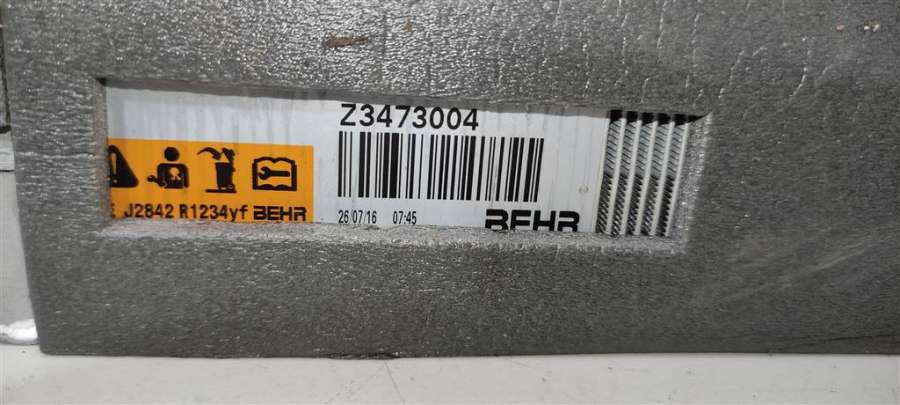 Z3473004
J2842 R1234yf BEHR
26/07/16 07:45
BEHR